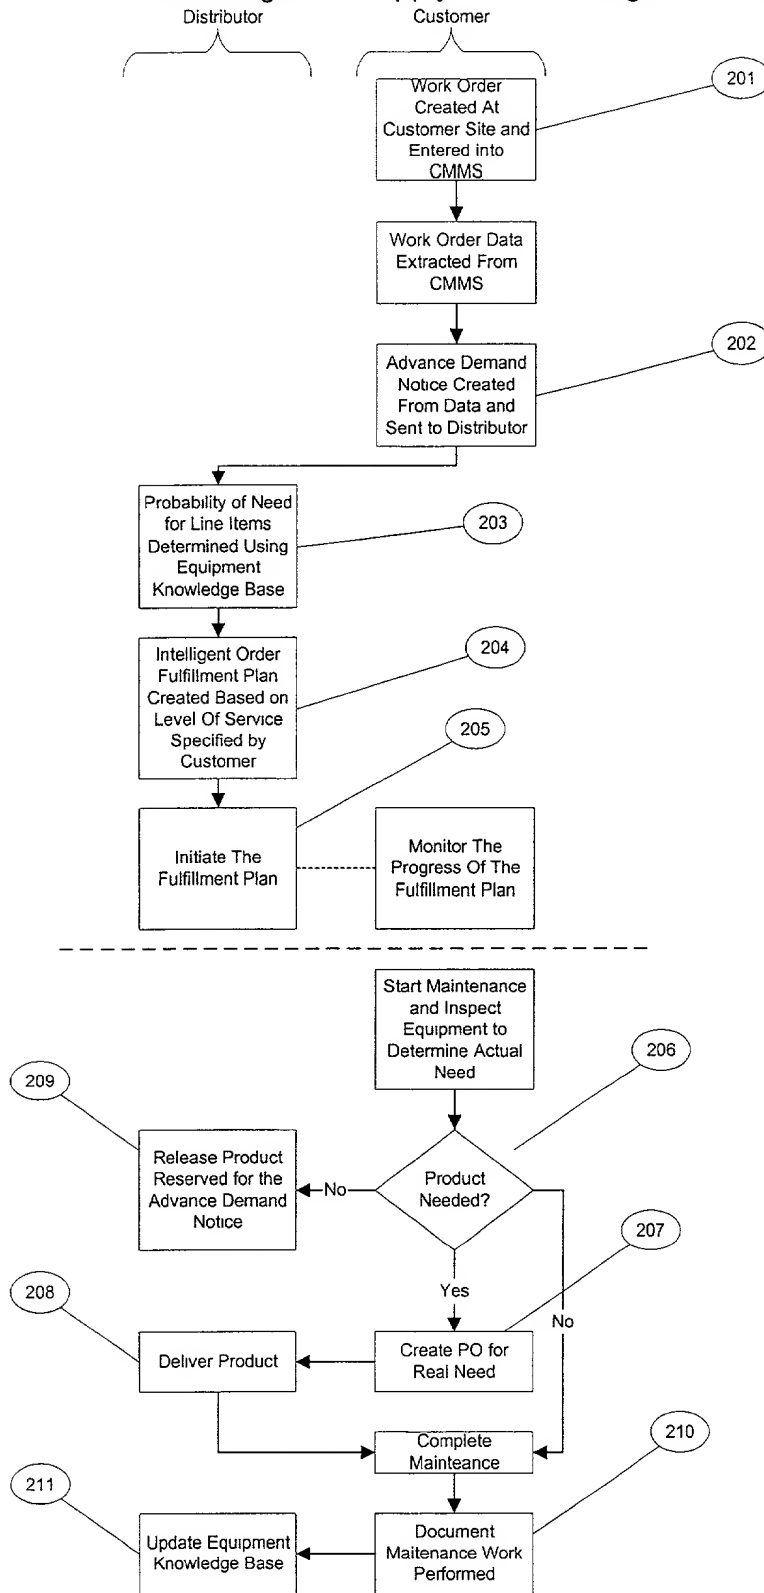 Distributor
Customer
Work Order
Created At
Customer Site and
Entered into
CMMS
201
Work Order Data
Extracted From
CMMS
Advance Demand
Notice Created
From Data and
Sent to Distributor
202
Probability of Need
for Line Items
Determined Using
Equipment
Knowledge Base
203
Intelligent Order
Fulfillment Plan
Created Based on
Level Of Service
Specified by
Customer
204
205
Initiate The
Fulfillment Plan
Monitor The
Progress Of The
Fulfillment Plan
Start Maintenance
and Inspect
Equipment to
Determine Actual
Need
206
209
Release Product
Reserved for the
Advance Demand
Notice
No
Product
Needed?
207
Yes
No
208
Deliver Product
Create PO for
Real Need
Complete
Mainteance
210
211
Update Equipment
Knowledge Base
Document
Maitenance Work
Performed